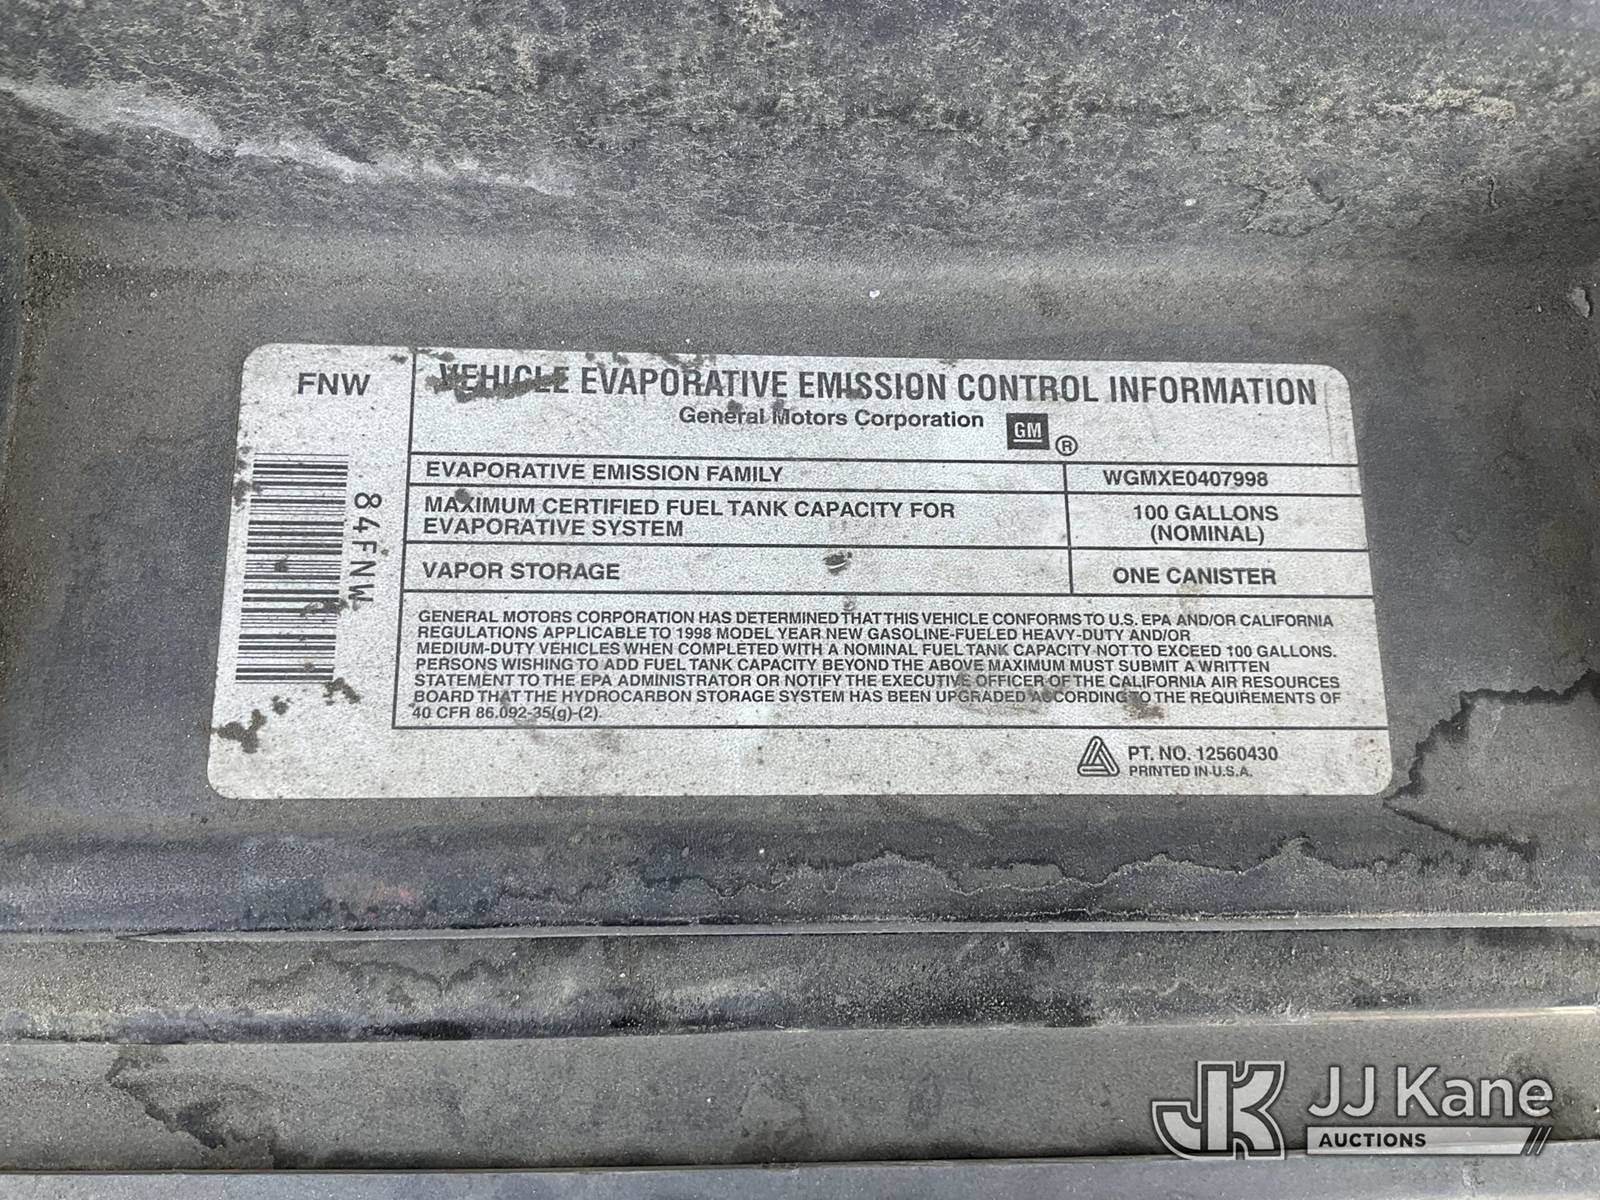 FNW
84FNW
VEHICLE EVAPORATIVE EMISSION CONTROL INFORMATION
General Motors Corporation
GM ®
EVAPORATIVE EMISSION FAMILY
WGMXE0407998
MAXIMUM CERTIFIED FUEL TANK CAPACITY FOR
EVAPORATIVE SYSTEM
100 GALLONS
(NOMINAL)
VAPOR STORAGE
ONE CANISTER
GENERAL MOTORS CORPORATION HAS DETERMINED THAT THIS VEHICLE CONFORMS TO U.S. EPA AND/OR CALIFORNIA
REGULATIONS APPLICABLE TO 1998 MODEL YEAR NEW GASOLINE-FUELED HEAVY-DUTY AND/OR
MEDIUM-DUTY VEHICLES WHEN COMPLETED WITH A NOMINAL FUEL TANK CAPACITY NOT TO EXCEED 100 GALLONS.
PERSONS WISHING TO ADD FUEL TANK CAPACITY BEYOND THE ABOVE MAXIMUM MUST SUBMIT A WRITTEN
STATEMENT TO THE EPA ADMINISTRATOR OR NOTIFY THE EXECUTIVE OFFICER OF THE CALIFORNIA AIR RESOURCES
BOARD THAT THE HYDROCARBON STORAGE SYSTEM HAS BEEN UPGRADED ACCORDING TO THE REQUIREMENTS OF
40 CFR 86.092-35(g)-(2).
PT. NO. 12560430
PRINTED IN U.S.A.
JK JJ Kane
AUCTIONS